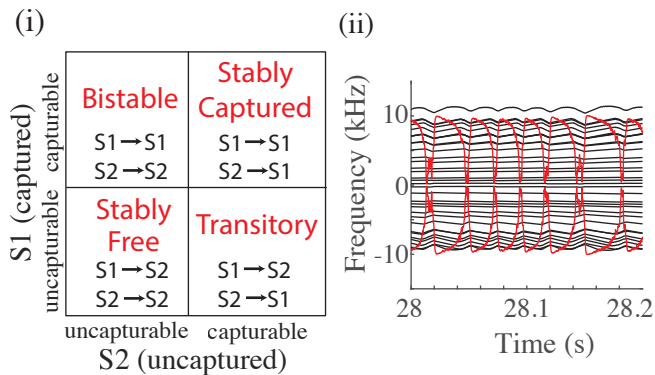 (i)
S1 (captured)
capturable
uncapturable
Bistable
S1→S1
S2→S2
Stably
Captured
S1→S1
S2→S1
Stably
Free
S1→S2
S2→S2
Transitory
S1→S2
S2→S1
uncapturable capturable
S2 (uncaptured)
(ii)
Frequency (kHz)
10
0
-10
28 28.1 28.2
Time (s)